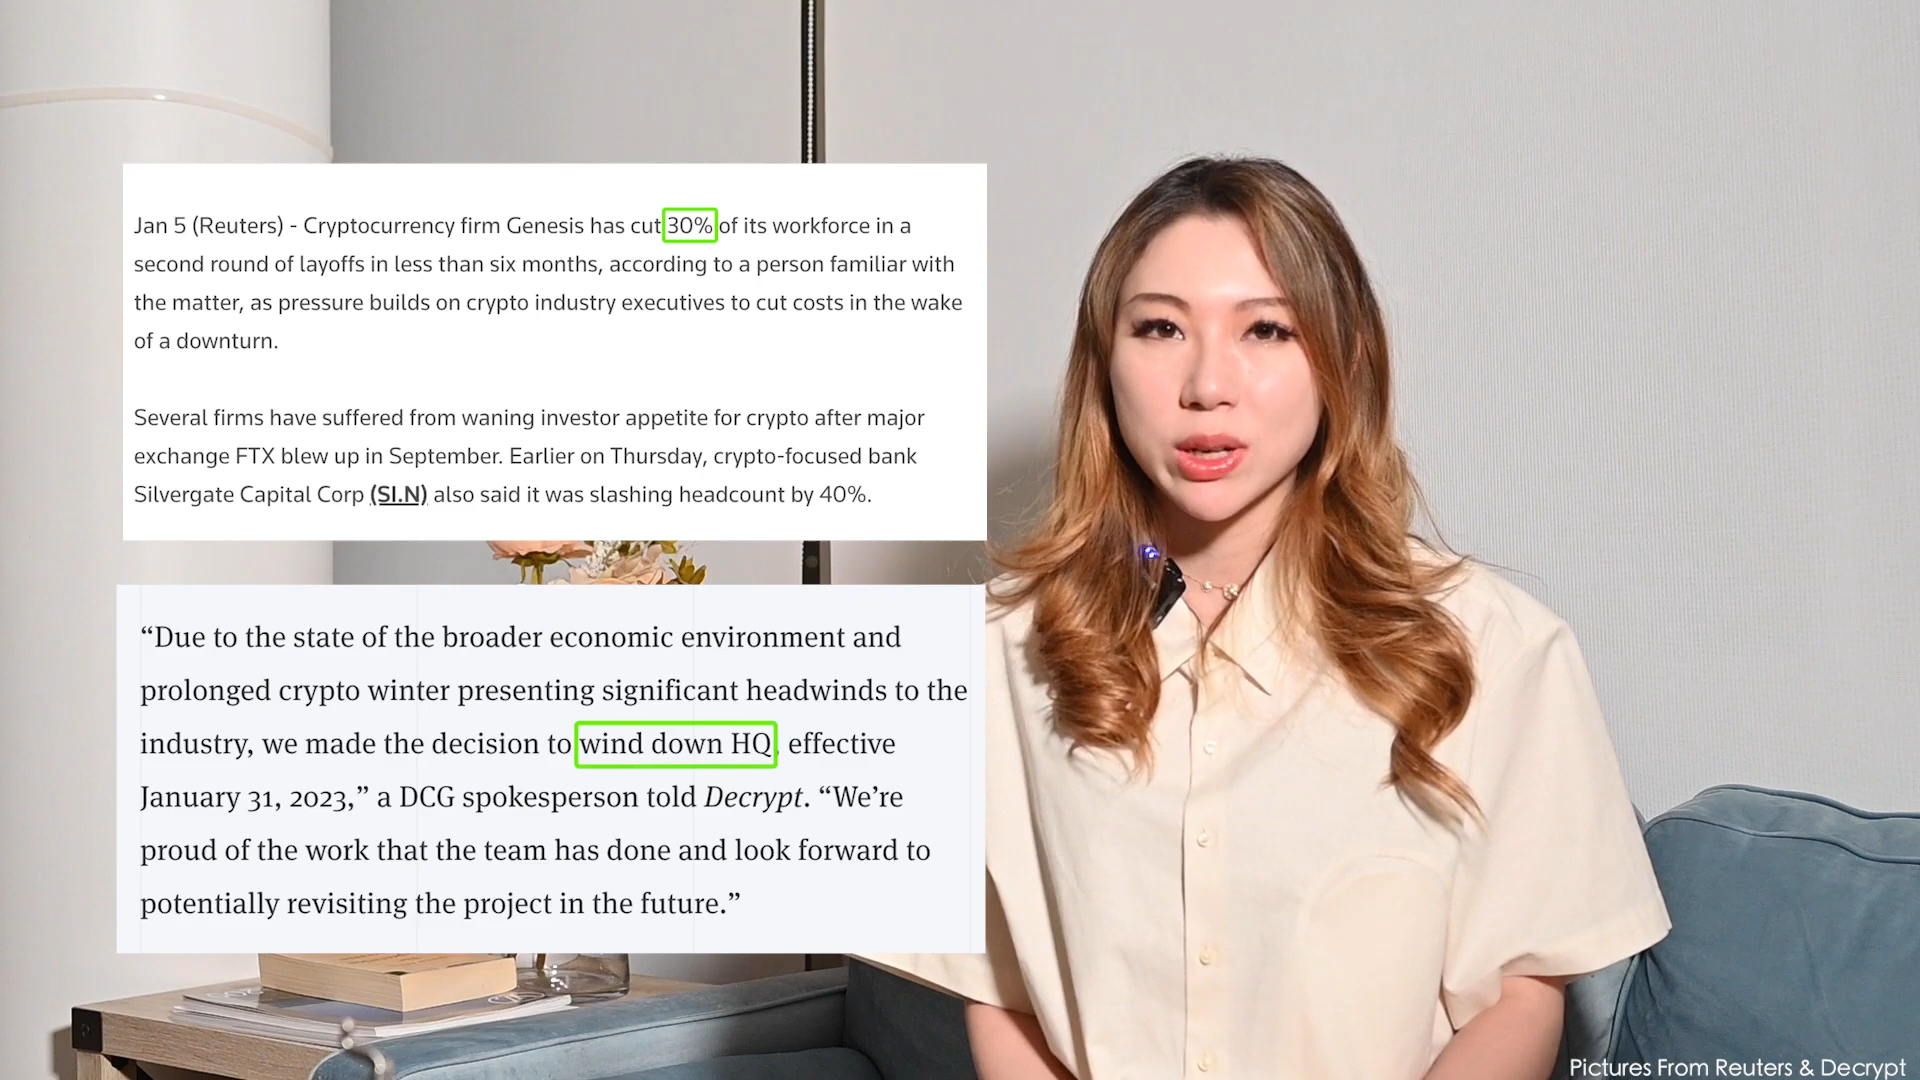 Jan 5 (Reuters) - Cryptocurrency firm Genesis has cut 30% of its workforce in a
second round of layoffs in less than six months, according to a person familiar with
the matter, as pressure builds on crypto industry executives to cut costs in the wake
of a downturn.
Several firms have suffered from waning investor appetite for crypto after major
exchange FTX blew up in September. Earlier on Thursday, crypto-focused bank
Silvergate Capital Corp (SI.N) also said it was slashing headcount by 40%.
“Due to the state of the broader economic environment and
prolonged crypto winter presenting significant headwinds to the
industry, we made the decision to wind down HQ, effective
January 31, 2023,” a DCG spokesperson told Decrypt. “We’re
proud of the work that the team has done and look forward to
potentially revisiting the project in the future.”
Pictures From Reuters & Decrypt